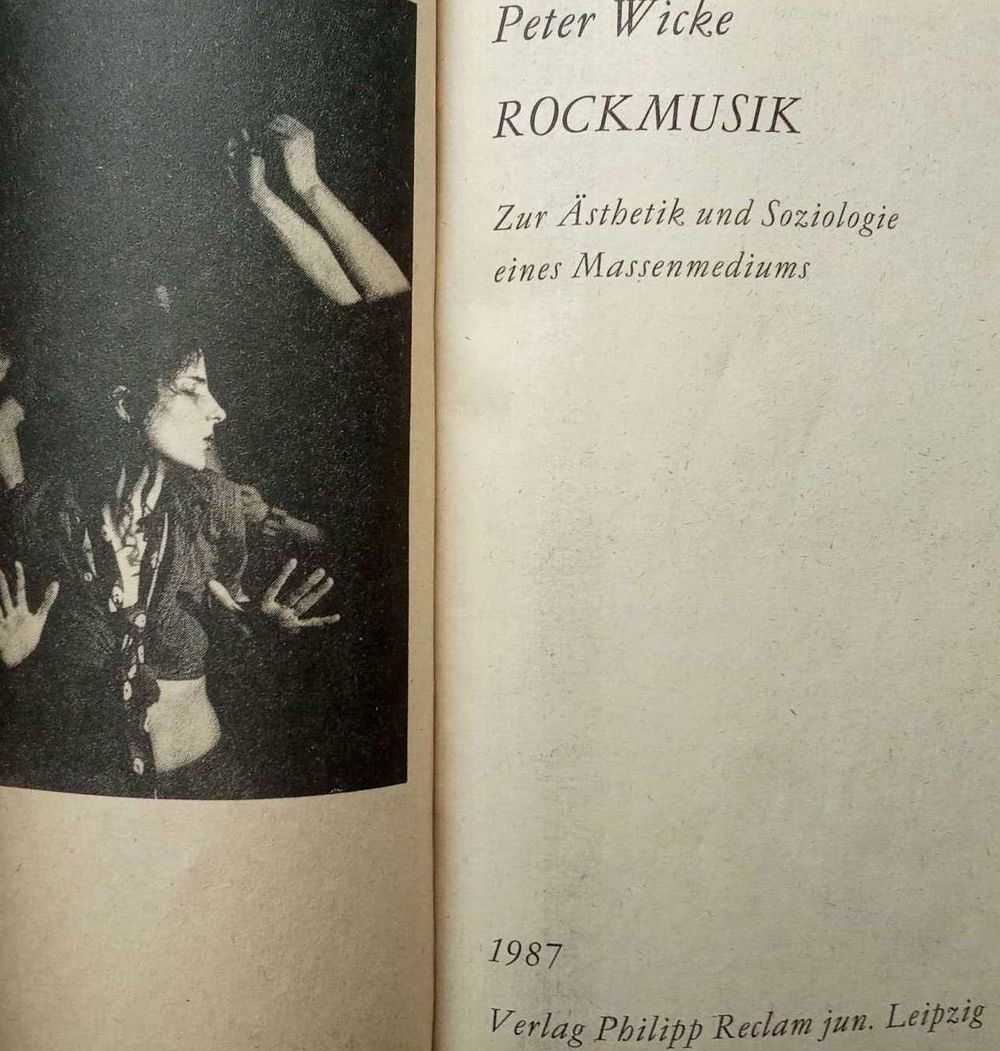 Peter Wicke
ROCKMUSIK
Zur Ästhetik und Soziologie
eines Massenmediums
1987
Verlag Philipp Reclam jun. Leipzig